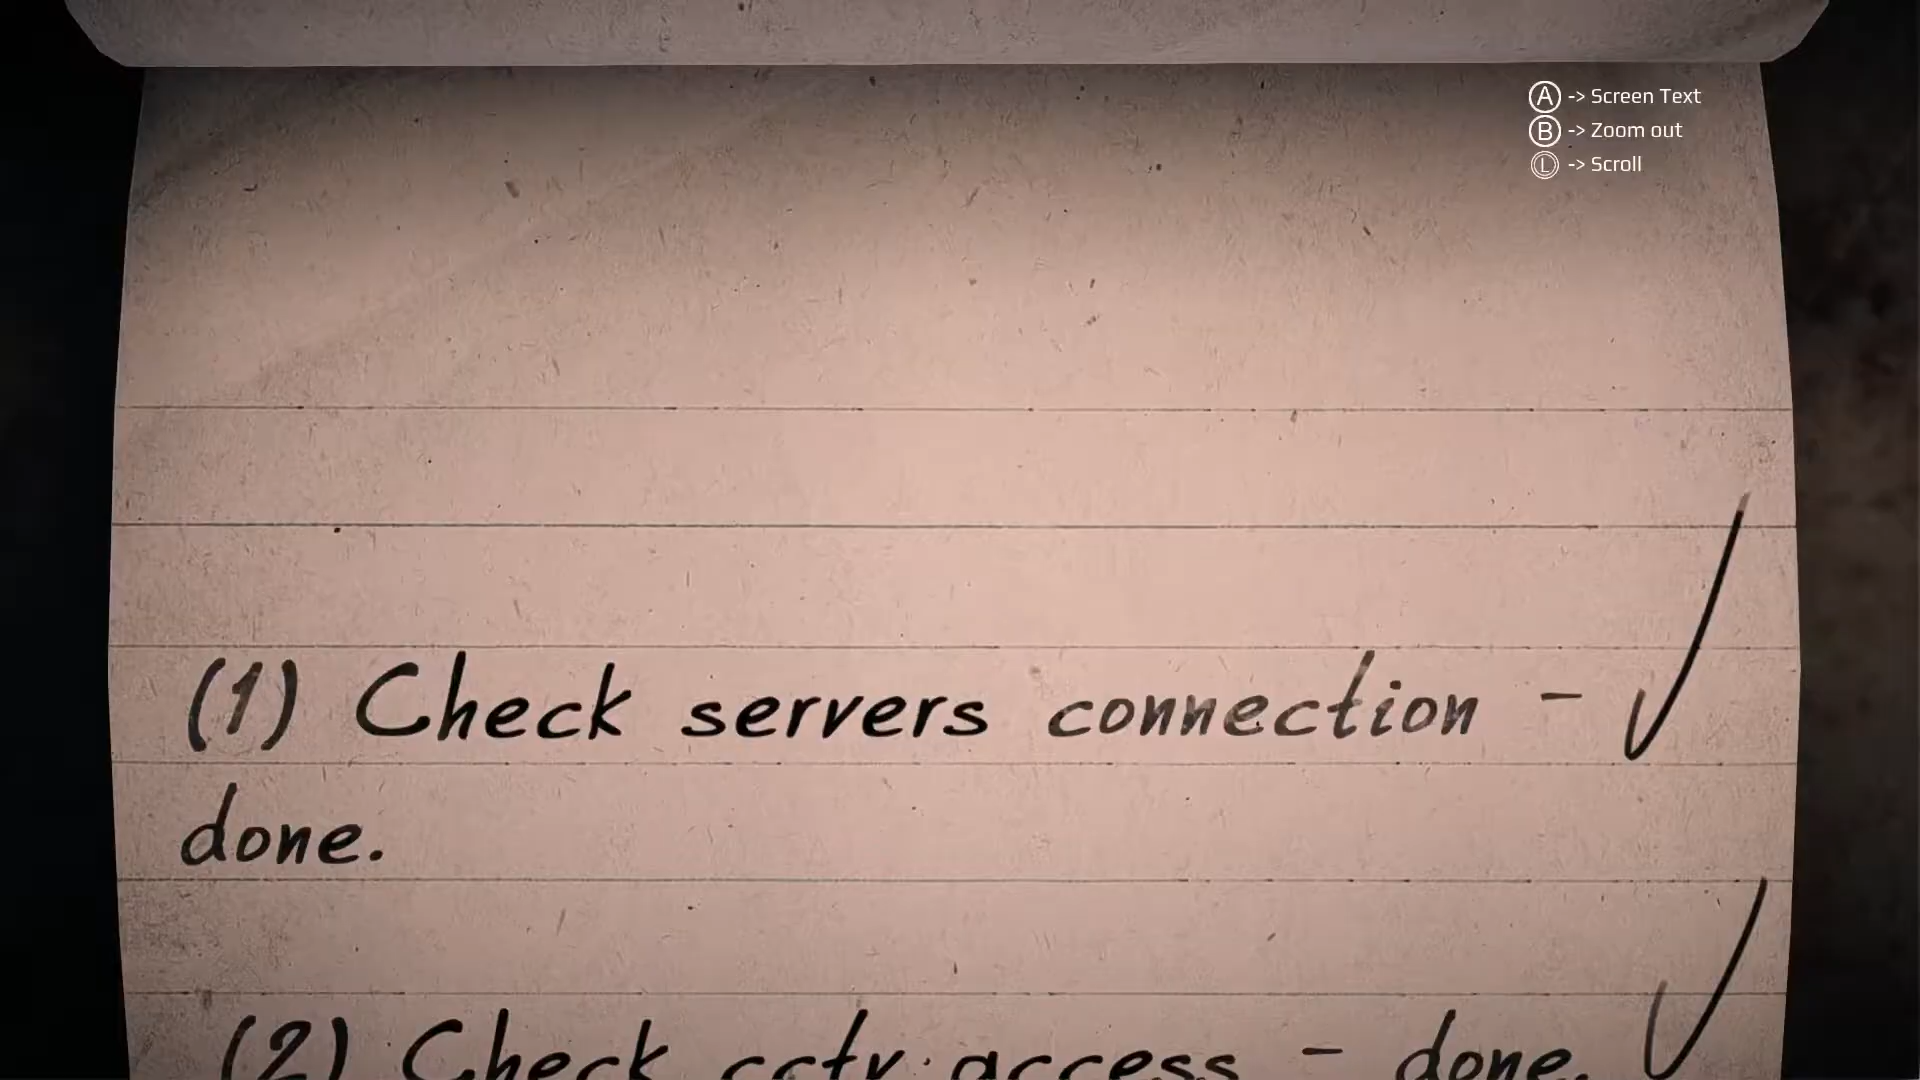 A -> Screen Text
B -> Zoom out
L -> Scroll
(1) Check servers connection -
done.
(2) Check cctv access - done.